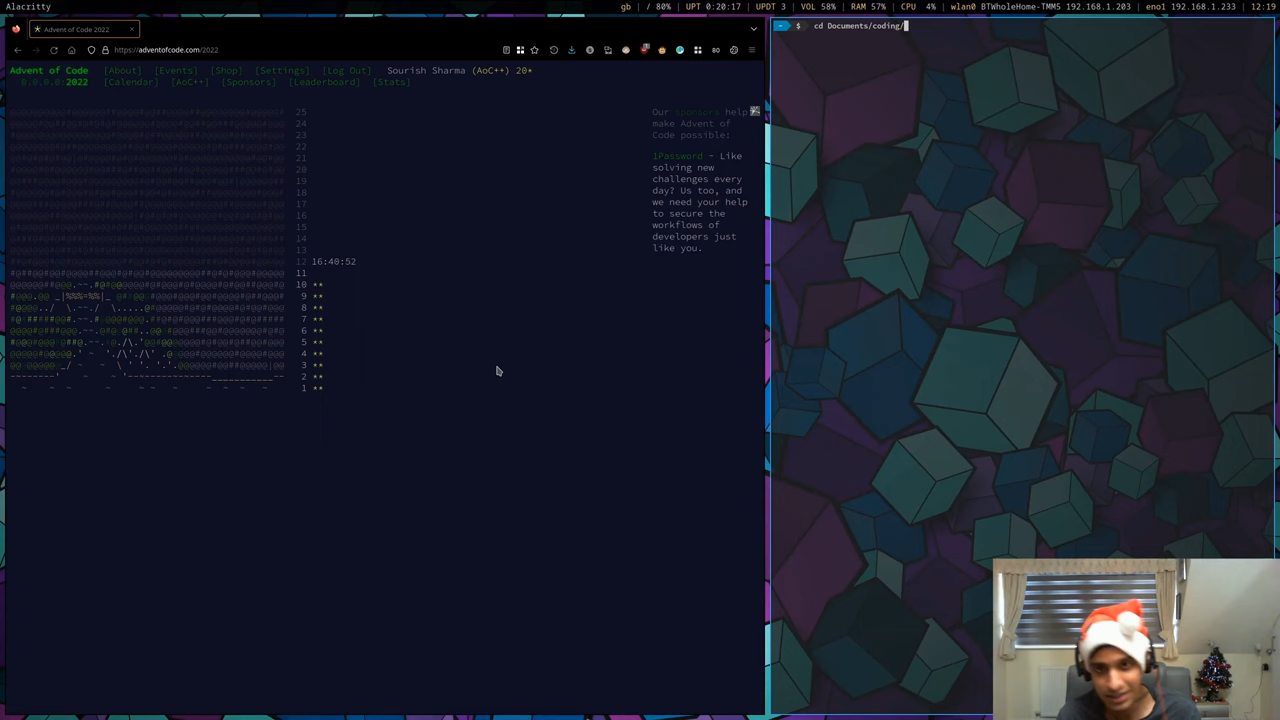 Alacritty
gb | / 80% | UPT 0:20:17 | UPDT 3 | VOL 58% | RAM 57% | CPU 4% | wlan0 BTWholeHome-TMM5 192.168.1.203 | eno1 192.168.1.233 | 12:19
Advent of Code 2022
https://adventofcode.com/2022
80
Advent of Code [About] [Events] [Shop] [Settings] [Log Out] Sourish Sharma (AoC++) 20*
0.0.0.0:2022 [Calendar] [AoC++] [Sponsors] [Leaderboard] [Stats]
25
24
23
22
21
20
19
18
17
16
15
14
13
12 16:40:52
11
10 **
9 **
8 **
7 **
6 **
5 **
4 **
3 **
2 **
1 **
Our sponsors help
make Advent of
Code possible:
1Password - Like
solving new
challenges every
day? Us too, and
we need your help
to secure the
workflows of
developers just
like you.
~ $ cd Documents/coding/